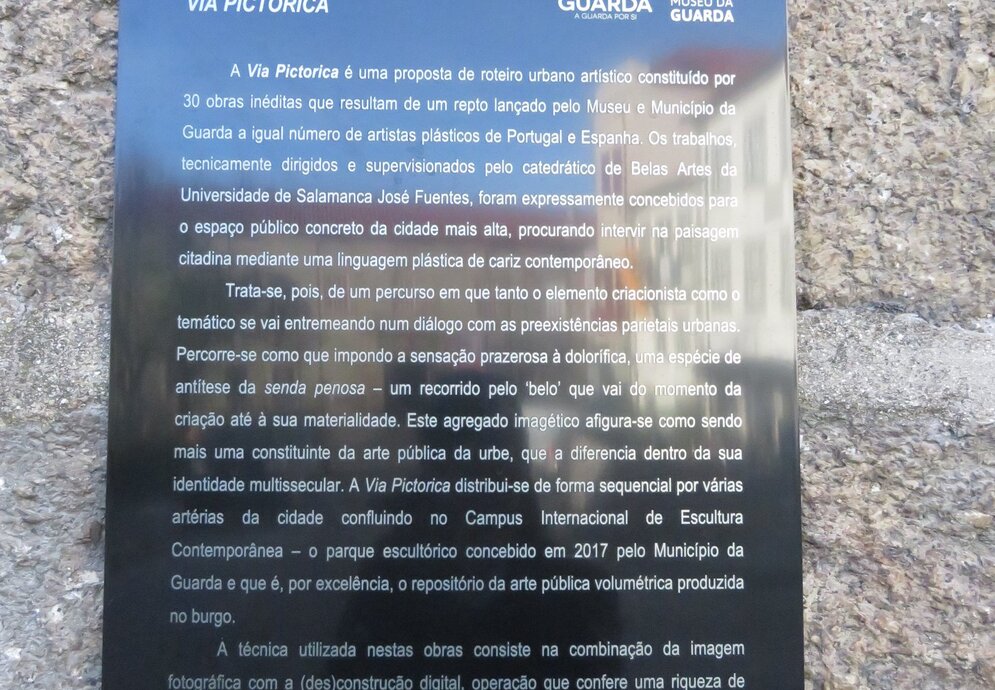 VIA PICTORICA
GUARDA
A GUARDA POR SI
MUSEU DA
GUARDA
A Via Pictorica é uma proposta de roteiro urbano artístico constituído por
30 obras inéditas que resultam de um repto lançado pelo Museu e Município da
Guarda a igual número de artistas plásticos de Portugal e Espanha. Os trabalhos,
tecnicamente dirigidos e supervisionados pelo catedrático de Belas Artes da
Universidade de Salamanca José Fuentes, foram expressamente concebidos para
o espaço público concreto da cidade mais alta, procurando intervir na paisagem
citadina mediante uma linguagem plástica de cariz contemporâneo.
Trata-se, pois, de um percurso em que tanto o elemento criacionista como o
temático se vai entremeando num diálogo com as preexistências parietais urbanas.
Percorre-se como que impondo a sensação prazerosa à dolorífica, uma espécie de
antítese da senda penosa – um recorrido pelo ‘belo’ que vai do momento da
criação até à sua materialidade. Este agregado imagético afigura-se como sendo
mais uma constituinte da arte pública da urbe, que a diferencia dentro da sua
identidade multissecular. A Via Pictorica distribui-se de forma sequencial por várias
artérias da cidade confluindo no Campus Internacional de Escultura
Contemporânea – o parque escultórico concebido em 2017 pelo Município da
Guarda e que é, por excelência, o repositório da arte pública volumétrica produzida
no burgo.
A técnica utilizada nestas obras consiste na combinação da imagem
fotográfica com a (des)construção digital, operação que confere uma riqueza de